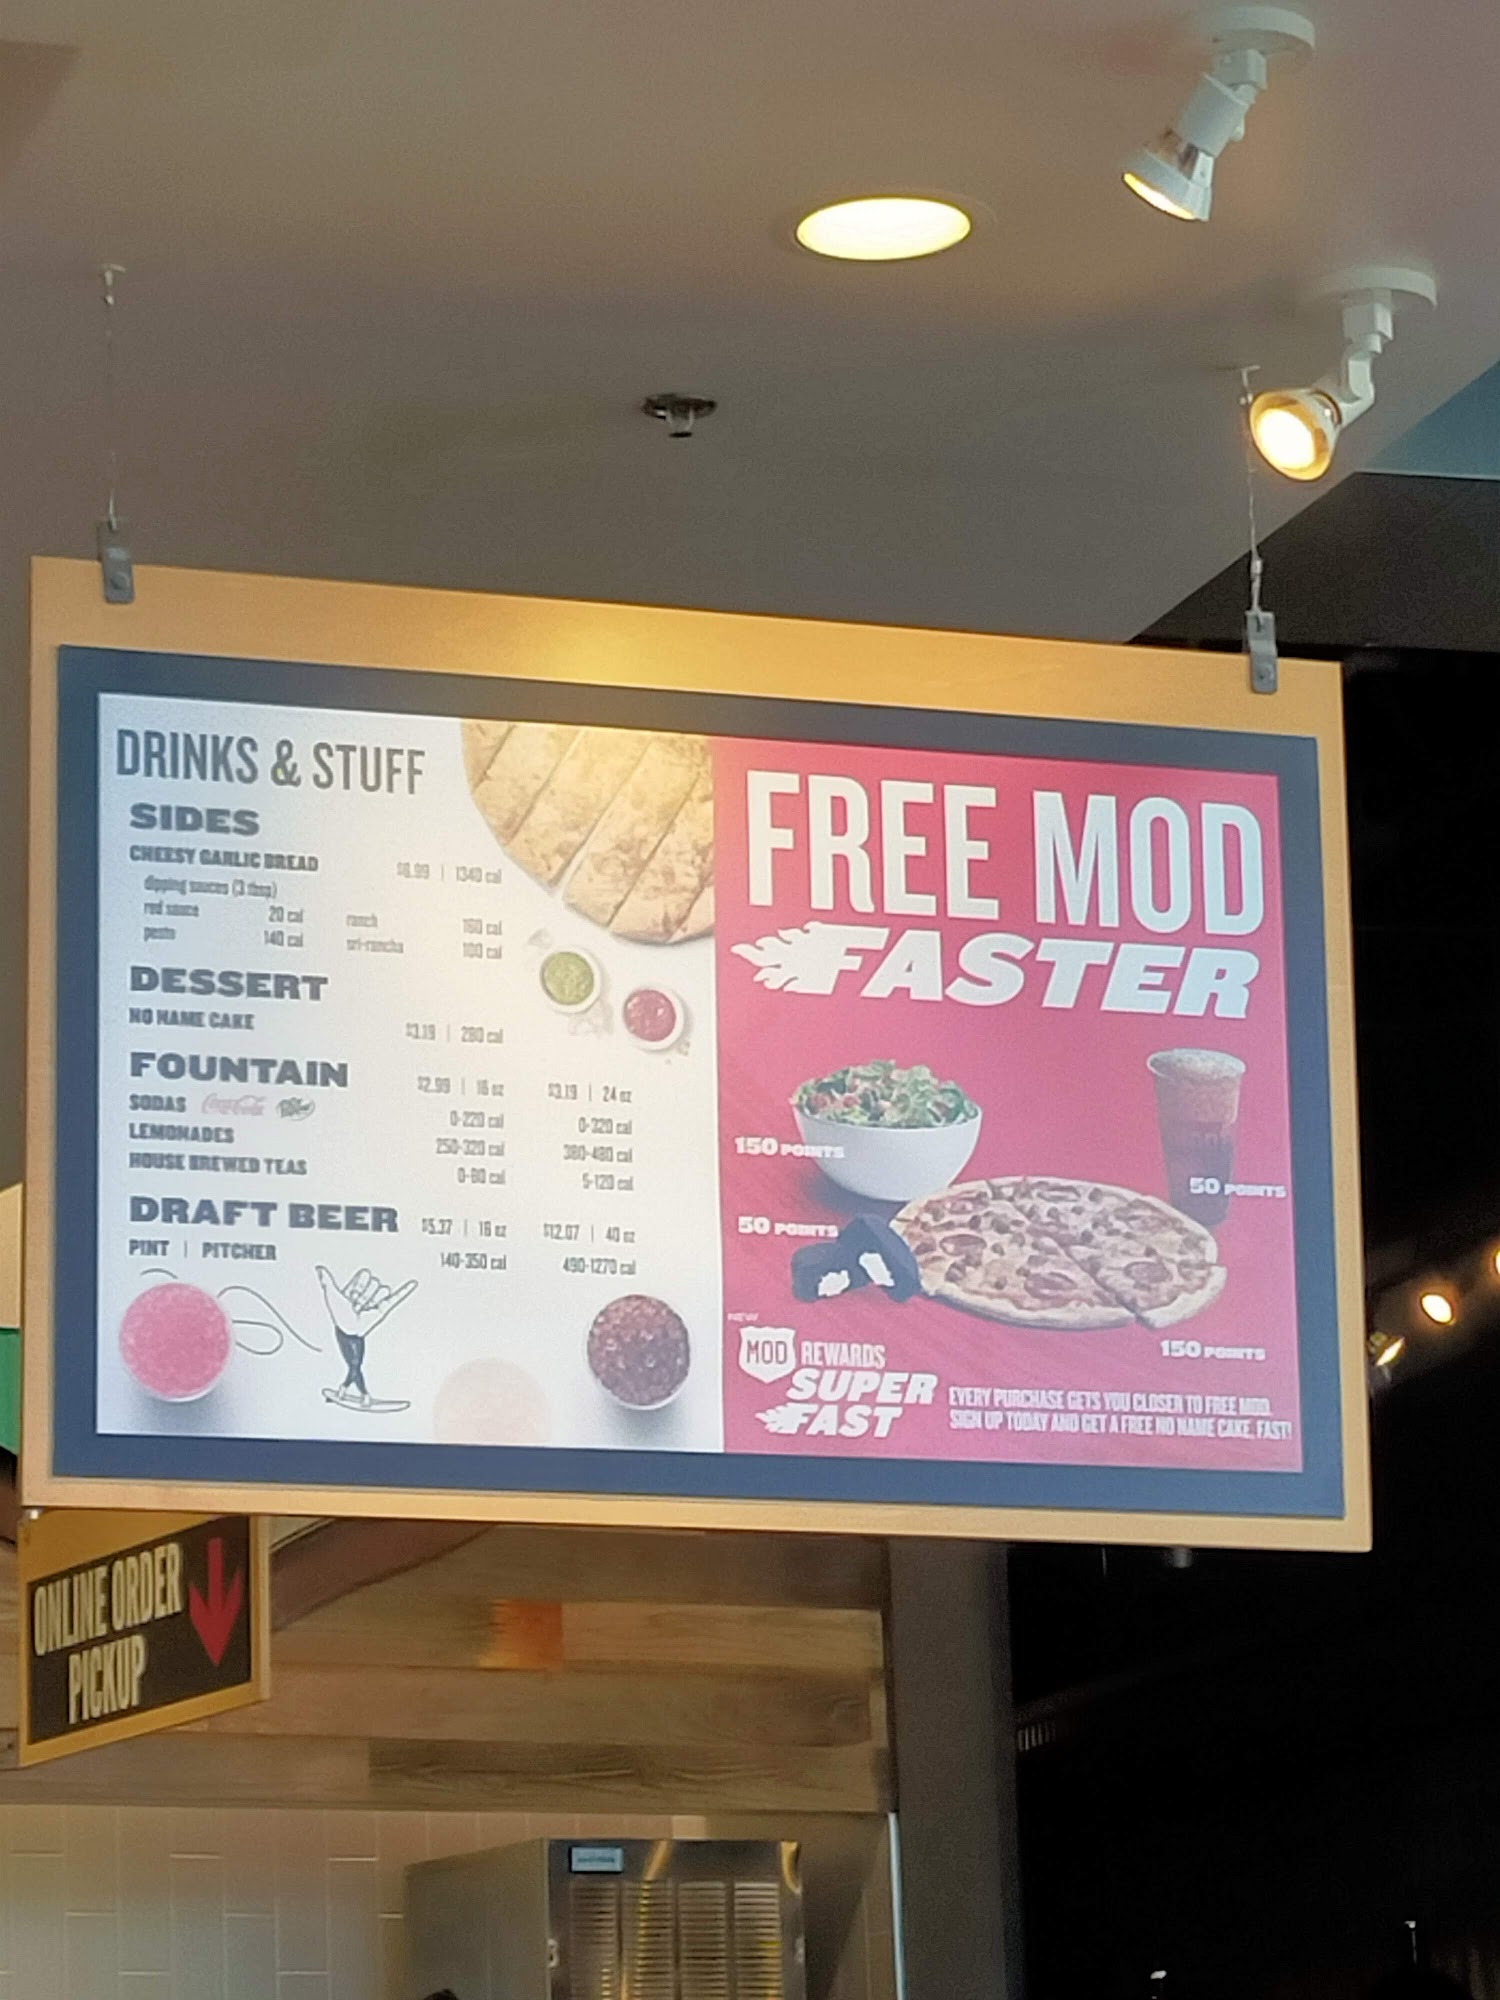 DRINKS & STUFF
SIDES
CHEESY GARLIC BREAD 1340 cal
dipping sauces (3 tbsp)
red sauce 20 cal ranch 160 cal
pesto 140 cal sri-rancha 100 cal
DESSERT
NO NAME CAKE $3.19 | 280 cal
FOUNTAIN $2.99 | 16 oz $3.19 | 24 oz
SODAS Coca-Cola 0-220 cal 0-320 cal
LEMONADES 250-320 cal 380-480 cal
HOUSE BREWED TEAS 0-80 cal 5-120 cal
DRAFT BEER $5.37 | 16 oz $12.07 | 40 oz
PINT | PITCHER 140-350 cal 490-1270 cal
FREE MOD
FASTER
150 POINTS
50 POINTS
50 POINTS
150 POINTS
NEW
MOD REWARDS
SUPER
FAST
EVERY PURCHASE GETS YOU CLOSER TO FREE MOD.
SIGN UP TODAY AND GET A FREE NO NAME CAKE, FAST!
ONLINE ORDER
PICKUP